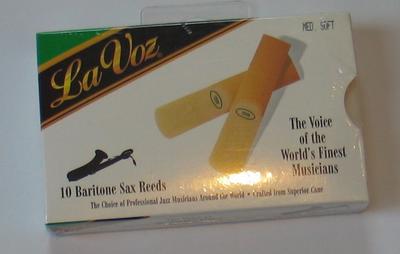 La Voz
MED. SOFT
The Voice
of the
World's Finest
Musicians
10 Baritone Sax Reeds
The Choice of Professional Jazz Musicians Around the World • Crafted from Superior Cane